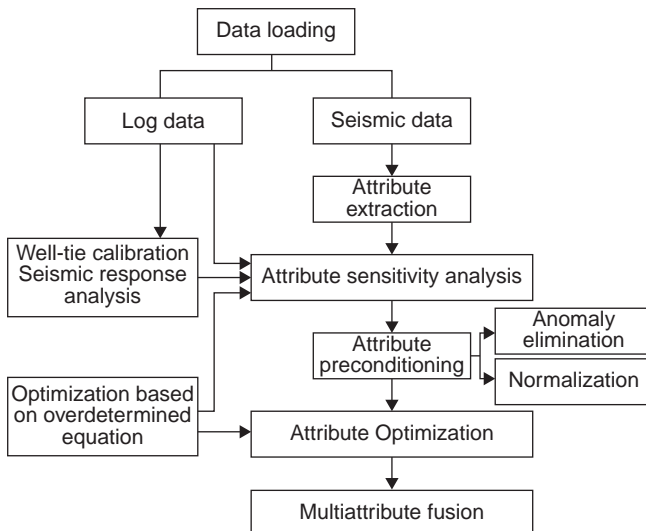 Data loading
Log data
Seismic data
Attribute
extraction
Well-tie calibration
Seismic response
analysis
Attribute sensitivity analysis
Attribute
preconditioning
Anomaly
elimination
Normalization
Optimization based
on overdetermined
equation
Attribute Optimization
Multiattribute fusion